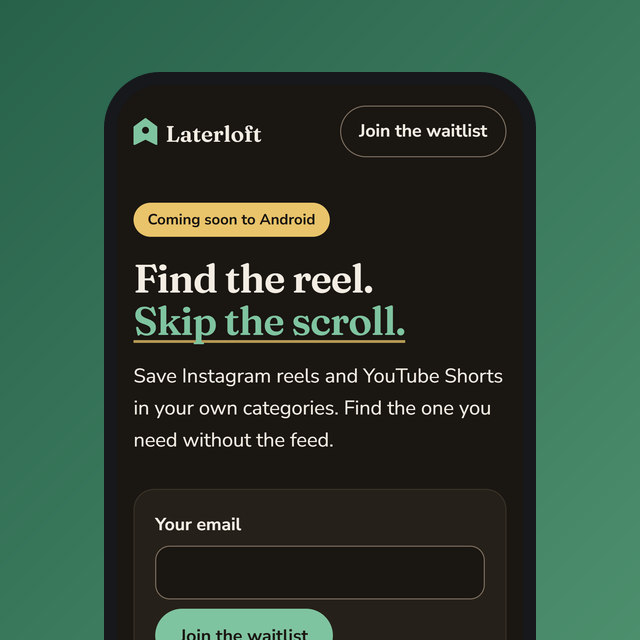 Laterloft
Join the waitlist
Coming soon to Android
Find the reel.
Skip the scroll.
Save Instagram reels and YouTube Shorts
in your own categories. Find the one you
need without the feed.
Your email
Join the waitlist